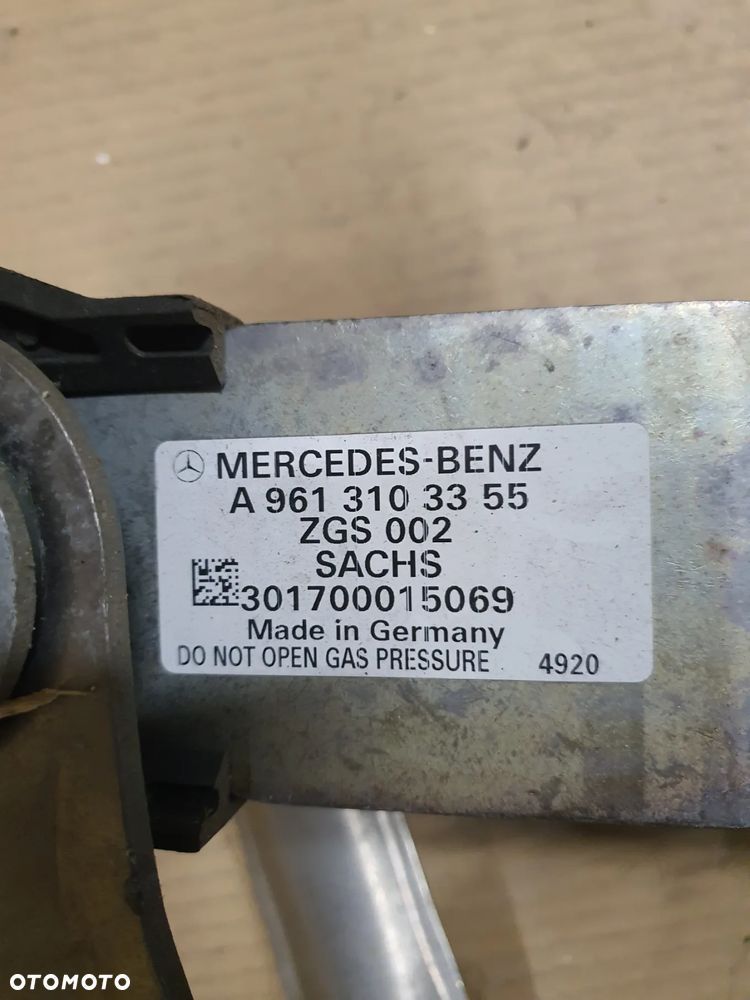 MERCEDES-BENZ
A 961 310 33 55
ZGS 002
SACHS
301700015069
Made in Germany
DO NOT OPEN GAS PRESSURE 4920
OTOMOTO